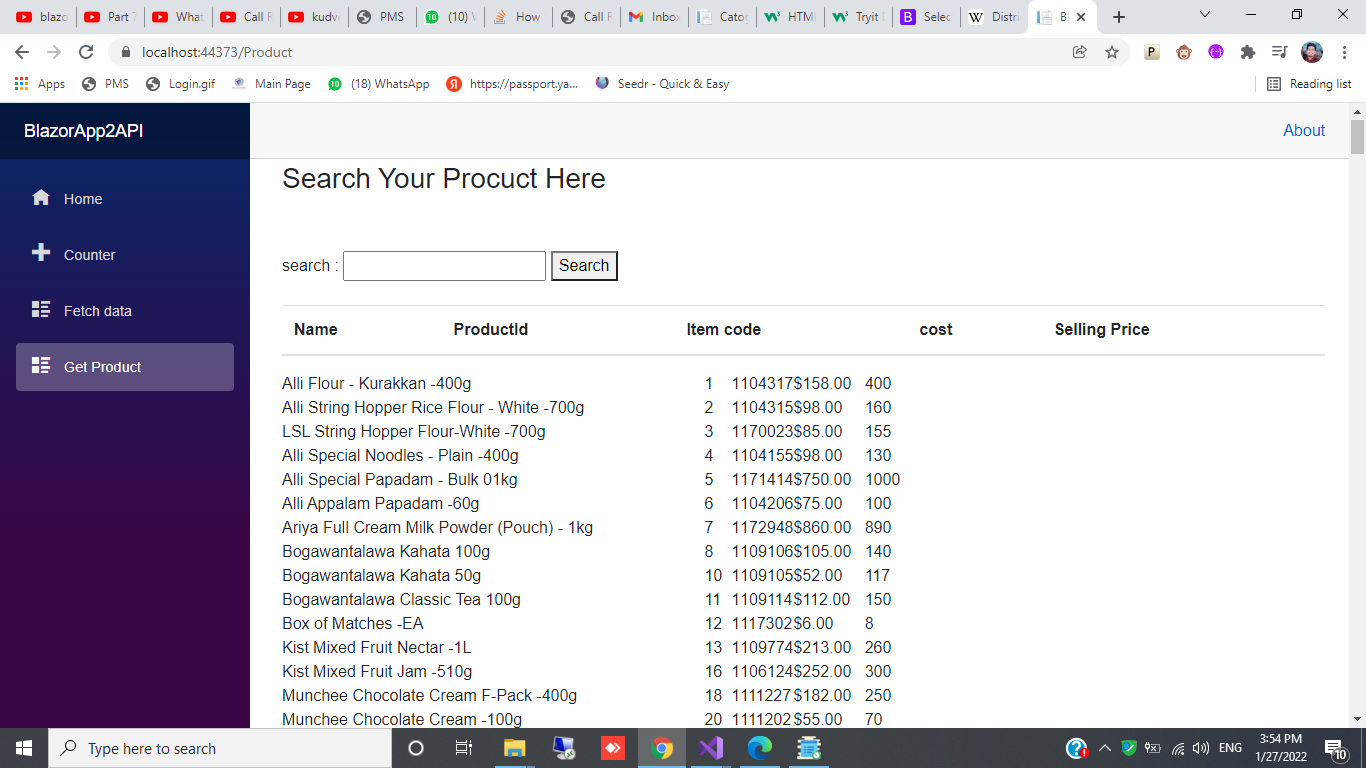 blazo
Part 7
What
Call F
kudve
PMS
(10) V
How
Call F
Inbox
Catog
HTML
Tryit
Selec
Distri
Bl
localhost:44373/Product
Apps
PMS
Login.gif
Main Page
(18) WhatsApp
https://passport.ya...
Seedr - Quick & Easy
Reading list
BlazorApp2API
About
Home
Counter
Fetch data
Get Product
Search Your Procuct Here
search :
Search
Name ProductId Item code cost Selling Price
Alli Flour - Kurakkan -400g 1 1104317$158.00 400
Alli String Hopper Rice Flour - White -700g 2 1104315$98.00 160
LSL String Hopper Flour-White -700g 3 1170023$85.00 155
Alli Special Noodles - Plain -400g 4 1104155$98.00 130
Alli Special Papadam - Bulk 01kg 5 1171414$750.00 1000
Alli Appalam Papadam -60g 6 1104206$75.00 100
Ariya Full Cream Milk Powder (Pouch) - 1kg 7 1172948$860.00 890
Bogawantalawa Kahata 100g 8 1109106$105.00 140
Bogawantalawa Kahata 50g 10 1109105$52.00 117
Bogawantalawa Classic Tea 100g 11 1109114$112.00 150
Box of Matches -EA 12 1117302$6.00 8
Kist Mixed Fruit Nectar -1L 13 1109774$213.00 260
Kist Mixed Fruit Jam -510g 16 1106124$252.00 300
Munchee Chocolate Cream F-Pack -400g 18 1111227$182.00 250
Munchee Chocolate Cream -100g 20 1111202$55.00 70
Type here to search
ENG
3:54 PM
1/27/2022
10